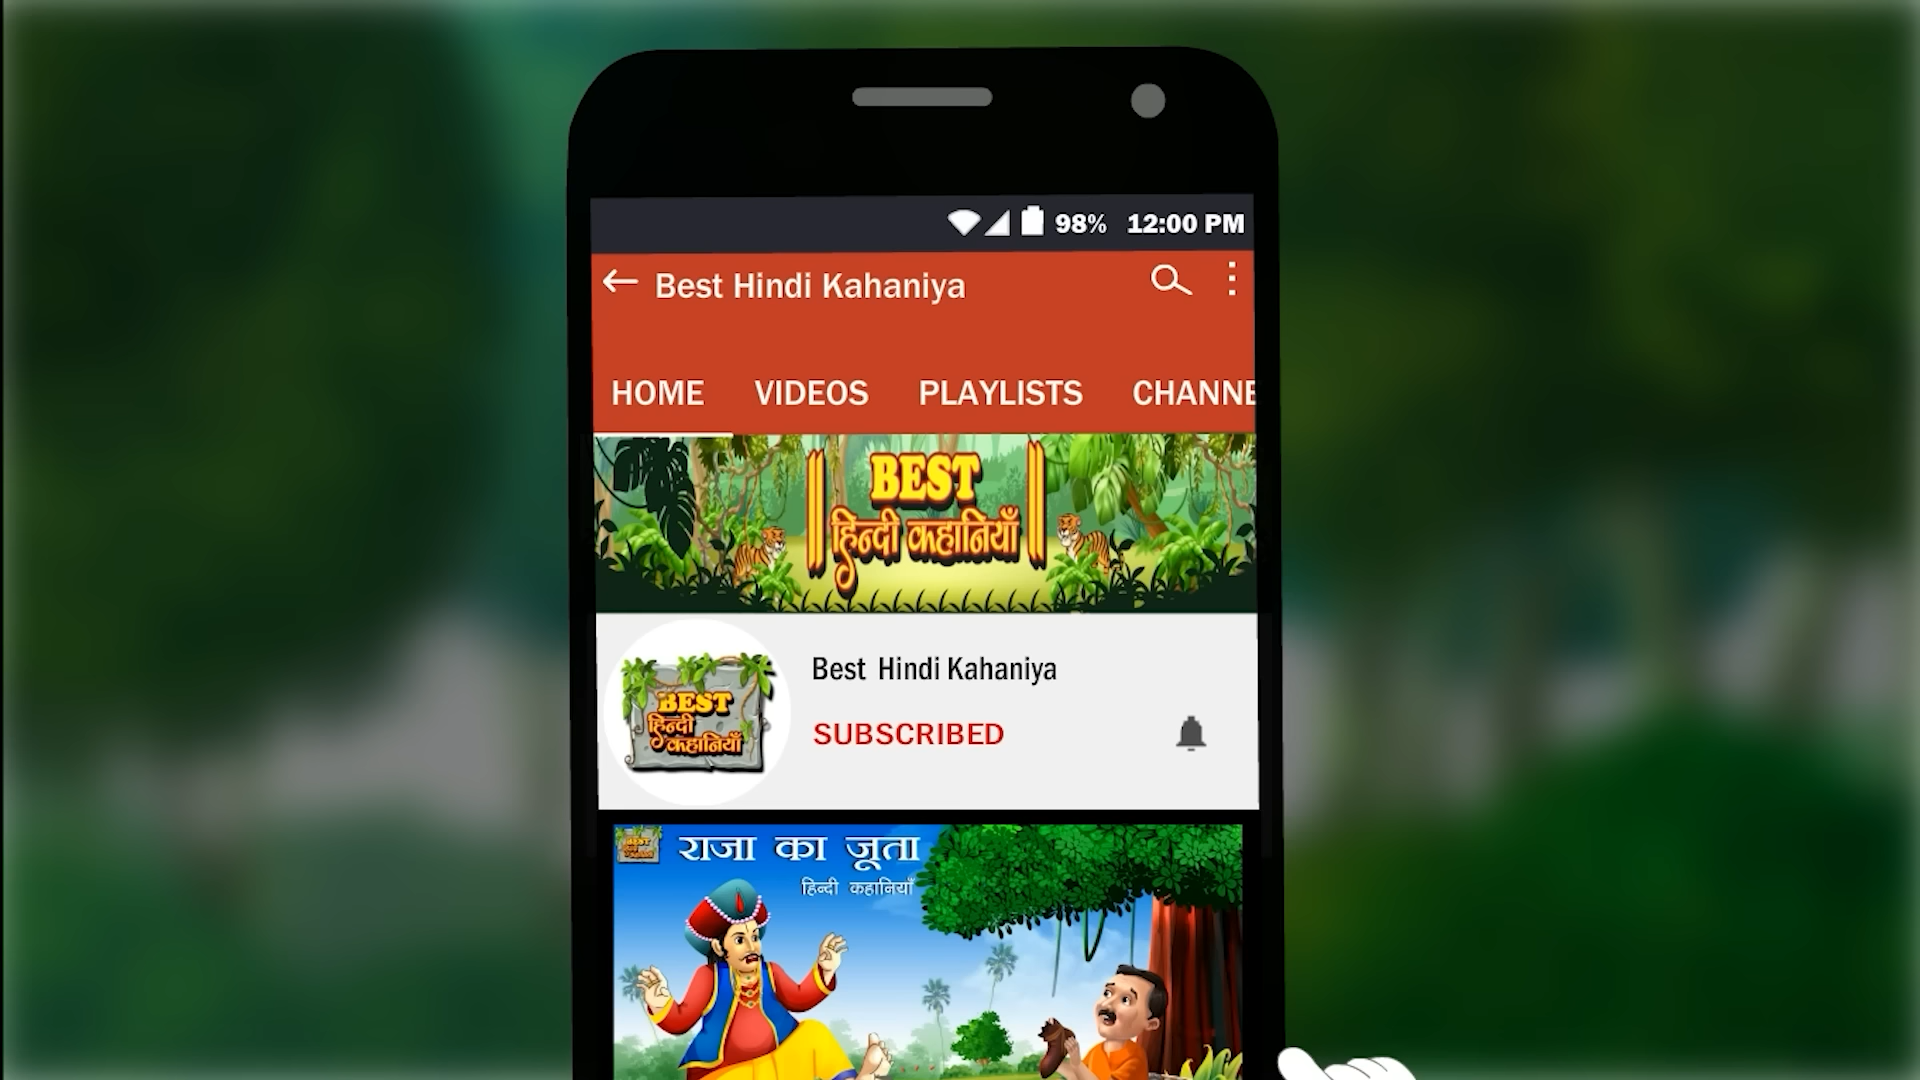 98% 12:00 PM
Best Hindi Kahaniya
HOME VIDEOS PLAYLISTS CHANNE
BEST
हिन्दी कहानियाँ
Best Hindi Kahaniya
SUBSCRIBED
BEST
हिन्दी
कहानियाँ
राजा का जूता
हिन्दी कहानियाँ